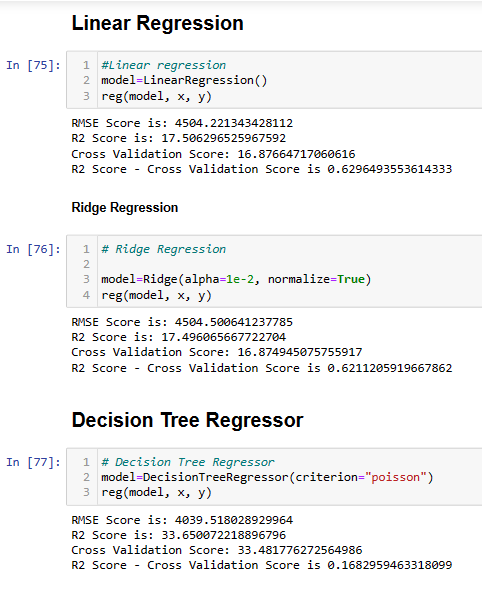 Linear Regression
In [75]:
1 #Linear regression
2 model=LinearRegression()
3 reg(model, x, y)
RMSE Score is: 4504.221343428112
R2 Score is: 17.506296525967592
Cross Validation Score: 16.87664717060616
R2 Score - Cross Validation Score is 0.6296493553614333
Ridge Regression
In [76]:
1 # Ridge Regression
2
3 model=Ridge(alpha=1e-2, normalize=True)
4 reg(model, x, y)
RMSE Score is: 4504.500641237785
R2 Score is: 17.496065667722704
Cross Validation Score: 16.874945075755917
R2 Score - Cross Validation Score is 0.6211205919667862
Decision Tree Regressor
In [77]:
1 # Decision Tree Regressor
2 model=DecisionTreeRegressor(criterion="poisson")
3 reg(model, x, y)
RMSE Score is: 4039.518028929964
R2 Score is: 33.650072218896796
Cross Validation Score: 33.481776272564986
R2 Score - Cross Validation Score is 0.1682959463318099